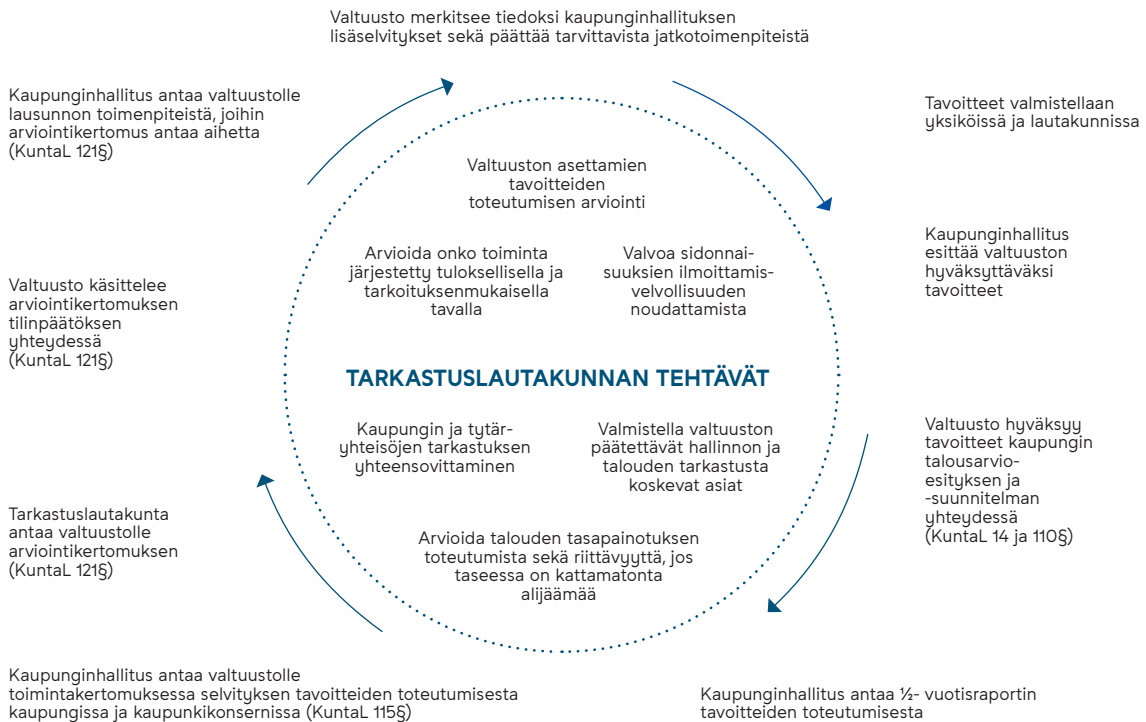 Valtuusto merkitsee tiedoksi kaupunginhallituksen
lisäselvitykset sekä päättää tarvittavista jatkotoimenpiteistä
Tavoitteet valmistellaan
yksiköissä ja lautakunnissa
Kaupunginhallitus
esittää valtuuston
hyväksyttäväksi
tavoitteet
Valtuusto hyväksyy
tavoitteet kaupungin
talousarvio-
esityksen ja
-suunnitelman
yhteydessä
(KuntaL 14 ja 110§)
Kaupunginhallitus antaa ½- vuotisraportin
tavoitteiden toteutumisesta
Kaupunginhallitus antaa valtuustolle
toimintakertomuksessa selvityksen tavoitteiden toteutumisesta
kaupungissa ja kaupunkikonsernissa (KuntaL 115§)
Tarkastuslautakunta
antaa valtuustolle
arviointikertomuksen
(KuntaL 121§)
Valtuusto käsittelee
arviointikertomuksen
tilinpäätöksen
yhteydessä
(KuntaL 121§)
Kaupunginhallitus antaa valtuustolle
lausunnon toimenpiteistä, joihin
arviointikertomus antaa aihetta
(KuntaL 121§)
Valtuuston asettamien
tavoitteiden
toteutumisen arviointi
Arvioida onko toiminta
järjestetty tuloksellisella ja
tarkoituksenmukaisella
tavalla
Valvoa sidonnai-
suuksien ilmoittamis-
velvollisuuden
noudattamista
TARKASTUSLAUTAKUNNAN TEHTÄVÄT
Kaupungin ja tytär-
yhteisöjen tarkastuksen
yhteensovittaminen
Valmistella valtuuston
päätettävät hallinnon ja
talouden tarkastusta
koskevat asiat
Arvioida talouden tasapainotuksen
toteutumista sekä riittävyyttä, jos
taseessa on kattamatonta
alijäämää